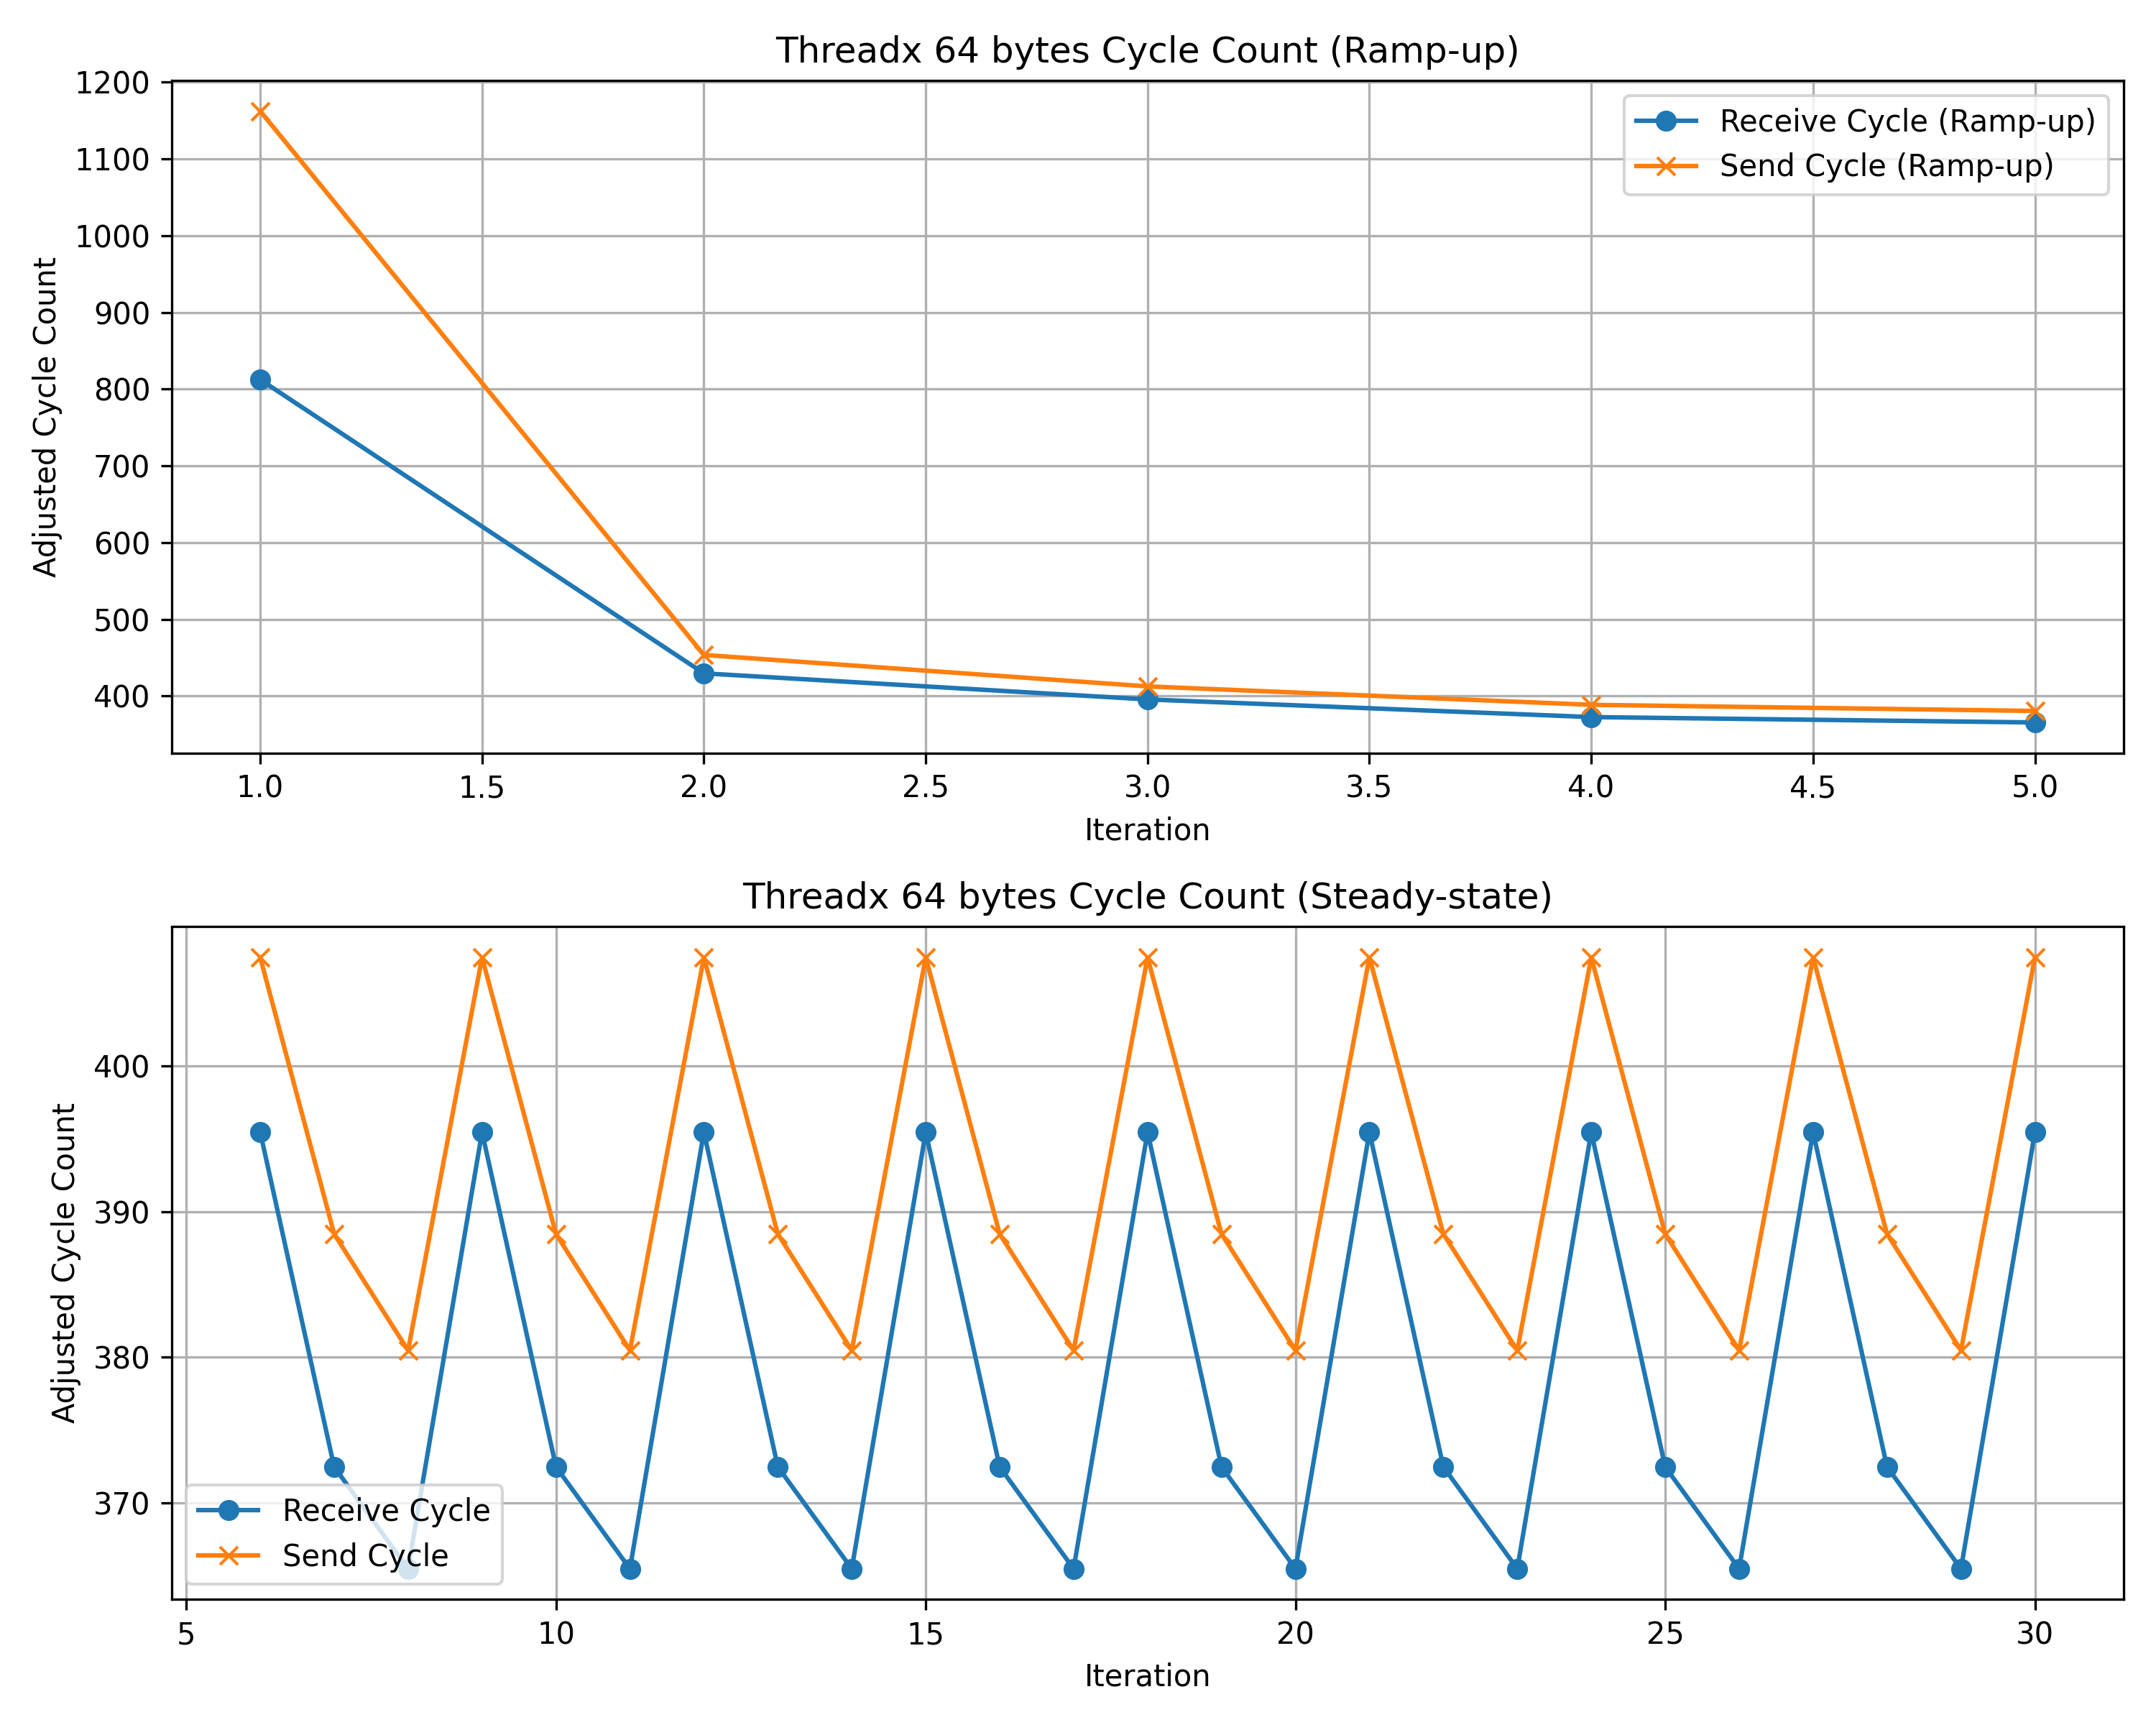 Threadx 64 bytes Cycle Count (Ramp-up)
1200
1100
1000
900
800
700
600
500
400
Adjusted Cycle Count
Receive Cycle (Ramp-up)
Send Cycle (Ramp-up)
1.0 1.5 2.0 2.5 3.0 3.5 4.0 4.5 5.0
Iteration
Threadx 64 bytes Cycle Count (Steady-state)
400
390
380
370
Adjusted Cycle Count
Receive Cycle
Send Cycle
5 10 15 20 25 30
Iteration